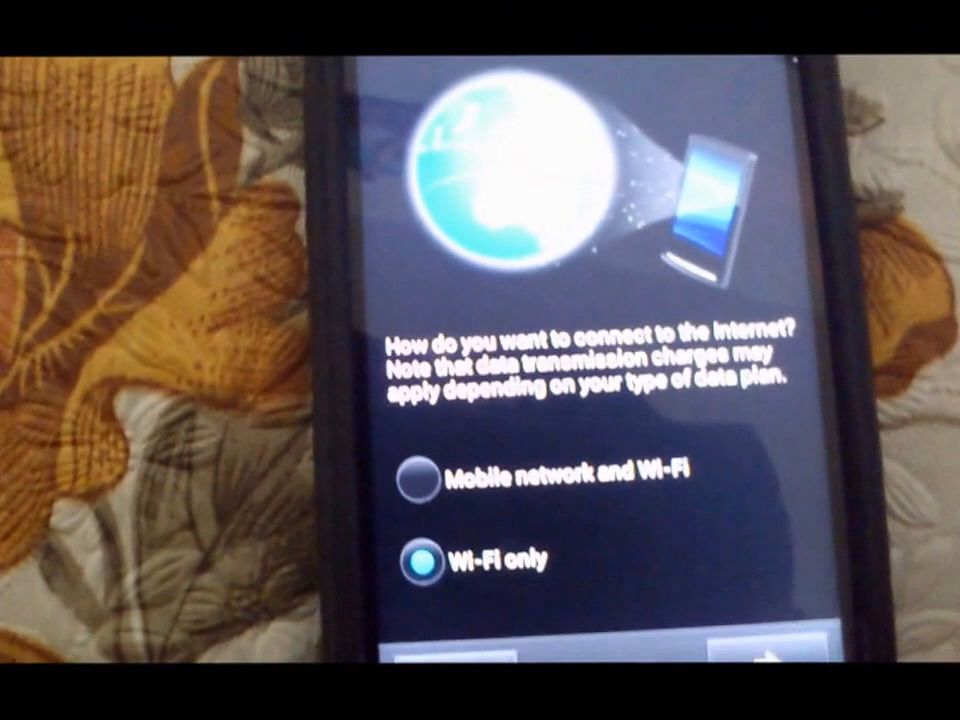 How do you want to connect to the Internet?
Note that data transmission charges may
apply depending on your type of data plan.
Mobile network and Wi-Fi
Wi-Fi only